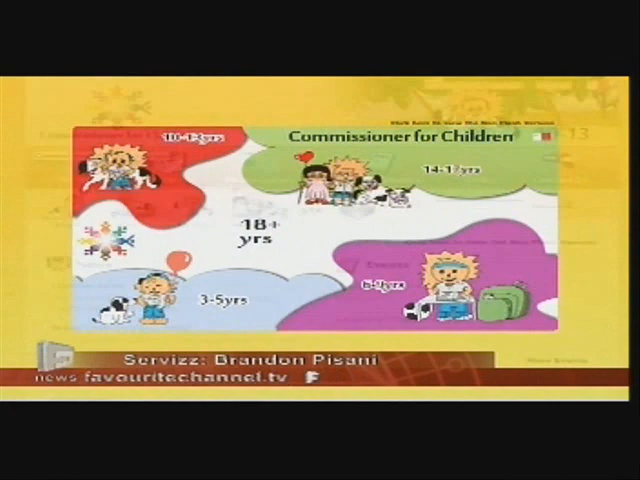 10-13yrs
Commissioner for Children
13
14-17yrs
18+
yrs
6-9yrs
3-5yrs
Servizz: Brandon Pisani
news favouritechannel.tv F